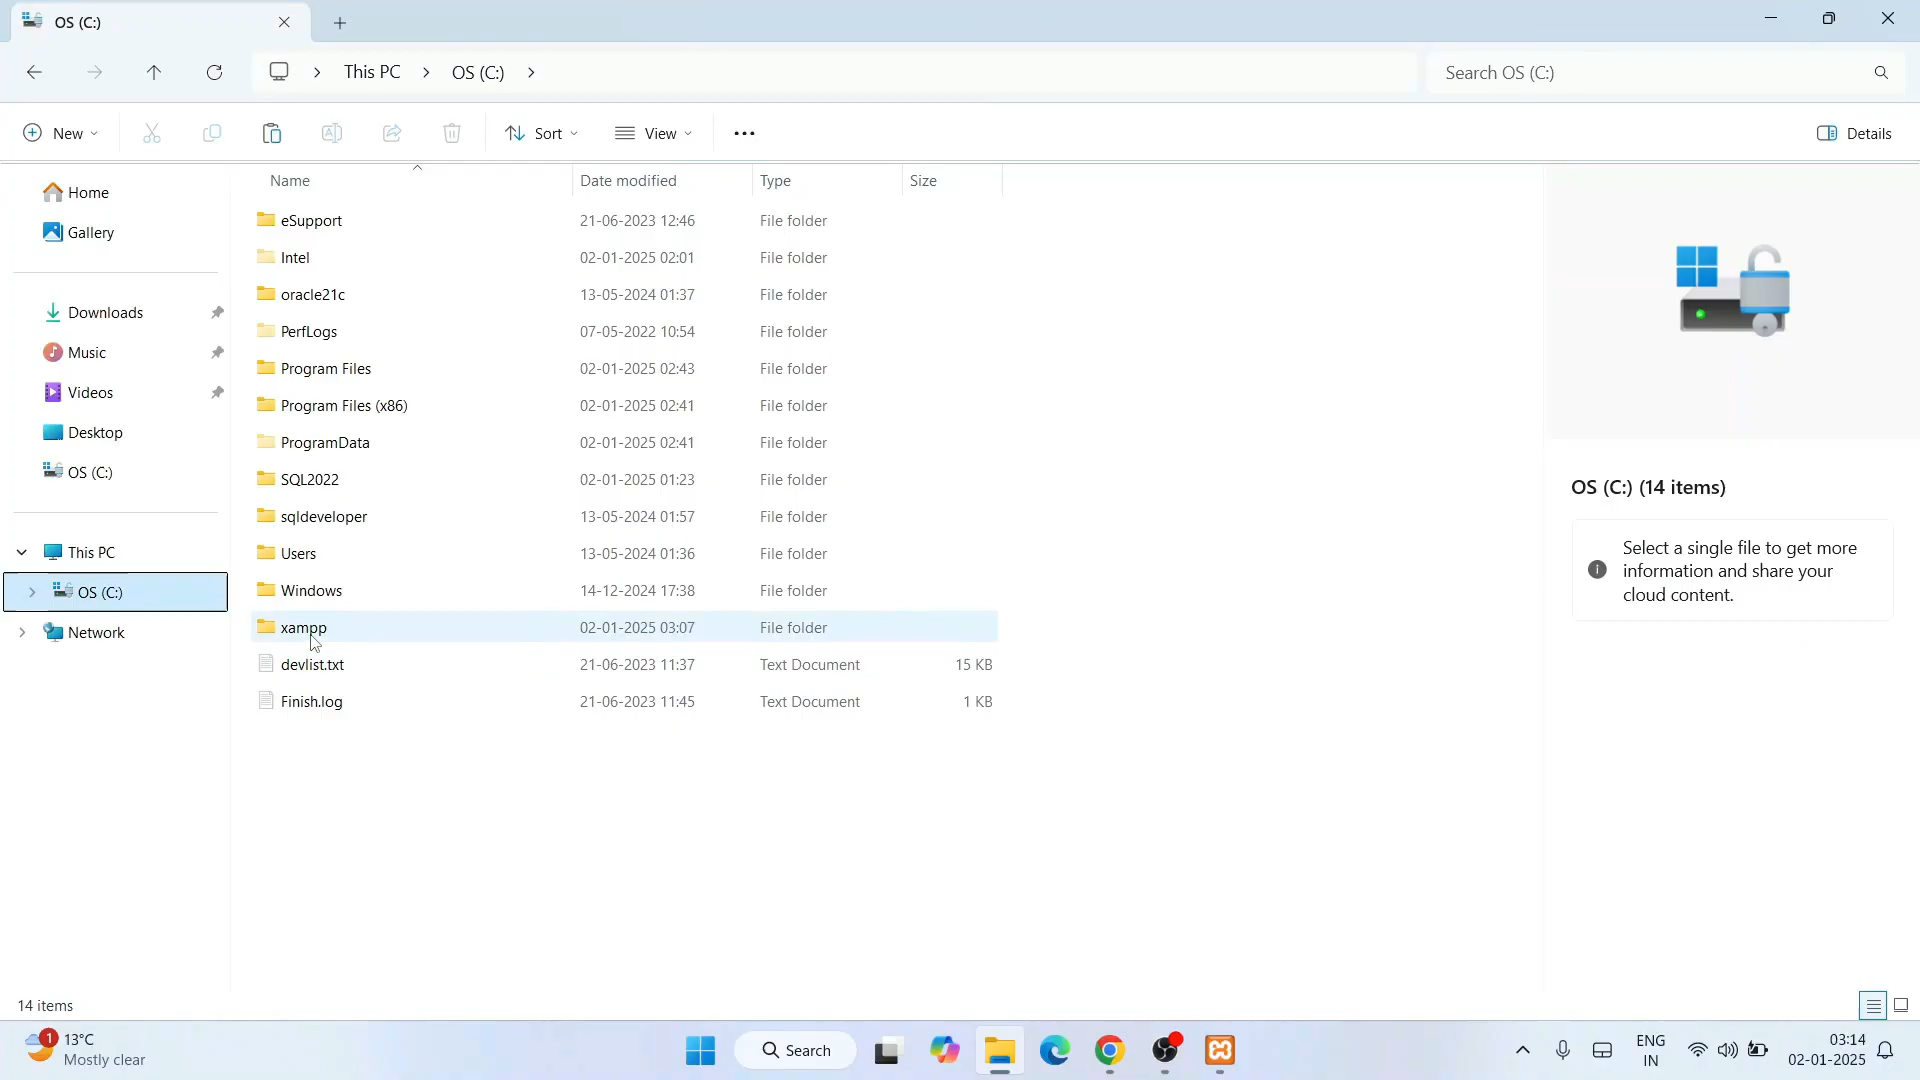 OS (C:)
This PC > OS (C:) >
Search OS (C:)
New
Sort
View
Details
Home
Gallery
Downloads
Music
Videos
Desktop
OS (C:)
This PC
OS (C:)
Network
Name Date modified Type Size
eSupport 21-06-2023 12:46 File folder
Intel 02-01-2025 02:01 File folder
oracle21c 13-05-2024 01:37 File folder
PerfLogs 07-05-2022 10:54 File folder
Program Files 02-01-2025 02:43 File folder
Program Files (x86) 02-01-2025 02:41 File folder
ProgramData 02-01-2025 02:41 File folder
SQL2022 02-01-2025 01:23 File folder
sqldeveloper 13-05-2024 01:57 File folder
Users 13-05-2024 01:36 File folder
Windows 14-12-2024 17:38 File folder
xampp 02-01-2025 03:07 File folder
devlist.txt 21-06-2023 11:37 Text Document 15 KB
Finish.log 21-06-2023 11:45 Text Document 1 KB
OS (C:) (14 items)
Select a single file to get more
information and share your
cloud content.
14 items
1
13°C
Mostly clear
Search
ENG
IN
03:14
02-01-2025